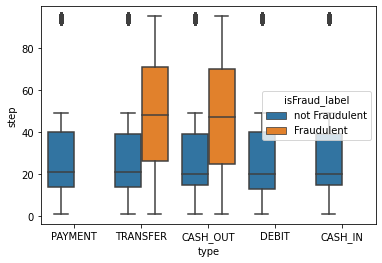 80
60
40
20
0
step
isFraud_label
not Fraudulent
Fraudulent
PAYMENT TRANSFER CASH_OUT DEBIT CASH_IN
type